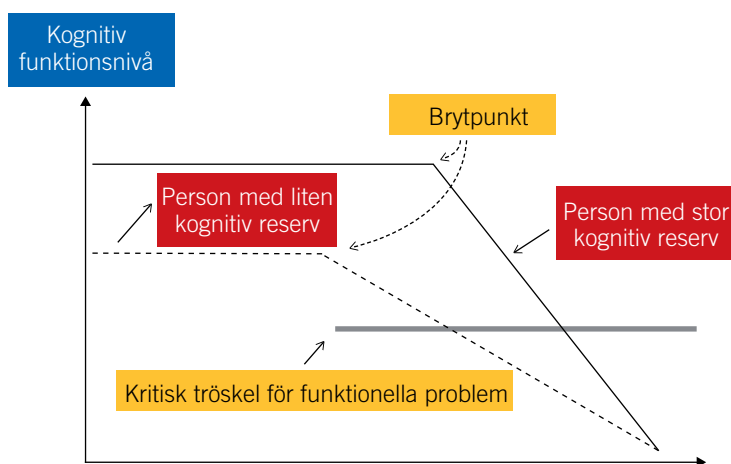 Kognitiv
funktionsnivå
Brytpunkt
Person med liten
kognitiv reserv
Person med stor
kognitiv reserv
Kritisk tröskel för funktionella problem